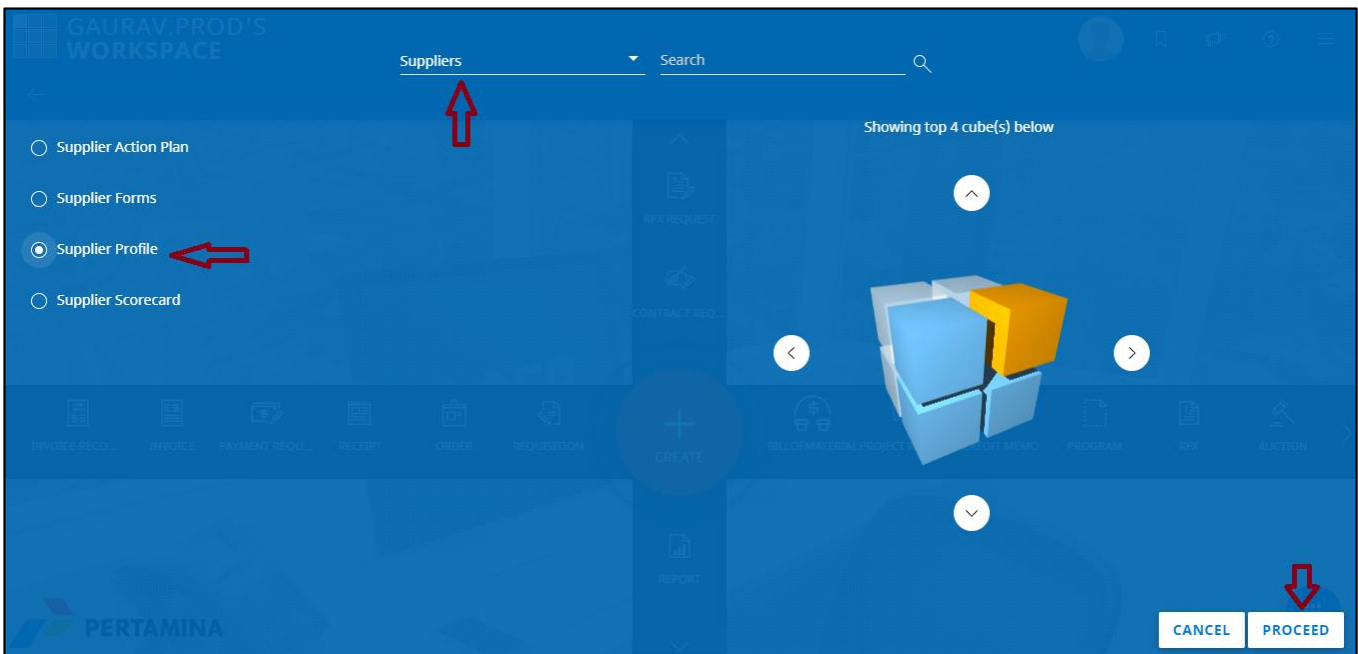 GAURAV.PROD'S
WORKSPACE
Suppliers
Search
Showing top 4 cube(s) below
Supplier Action Plan
Supplier Forms
Supplier Profile
Supplier Scorecard
RFX REQUEST
CONTRACT REQ...
INVOICE RECO...
INVOICE
PAYMENT REQU...
RECEIPT
ORDER
REQUISITION
CREATE
BILLOFMATERIAL
PROJECT
MEMO
PROGRAM
RFX
AUCTION
REPORT
PERTAMINA
CANCEL
PROCEED